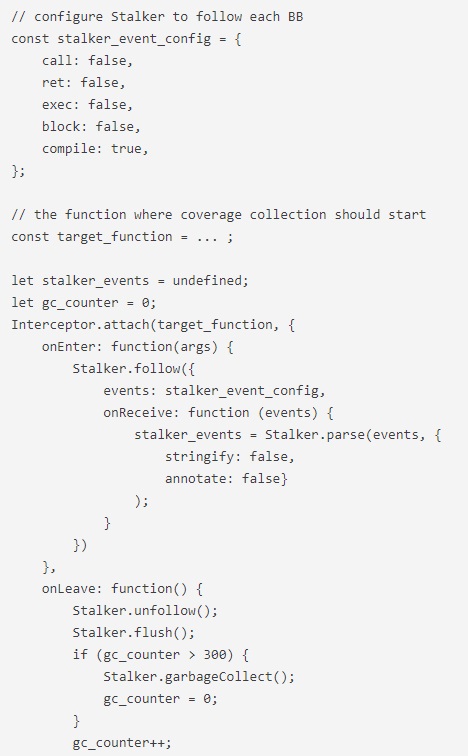 // configure Stalker to follow each BB
const stalker_event_config = {
    call: false,
    ret: false,
    exec: false,
    block: false,
    compile: true,
};

// the function where coverage collection should start
const target_function = ... ;

let stalker_events = undefined;
let gc_counter = 0;
Interceptor.attach(target_function, {
    onEnter: function(args) {
        Stalker.follow({
            events: stalker_event_config,
            onReceive: function (events) {
                stalker_events = Stalker.parse(events, {
                    stringify: false,
                    annotate: false}
                );
            }
        })
    },
    onLeave: function() {
        Stalker.unfollow();
        Stalker.flush();
        if (gc_counter > 300) {
            Stalker.garbageCollect();
            gc_counter = 0;
        }
        gc_counter++;